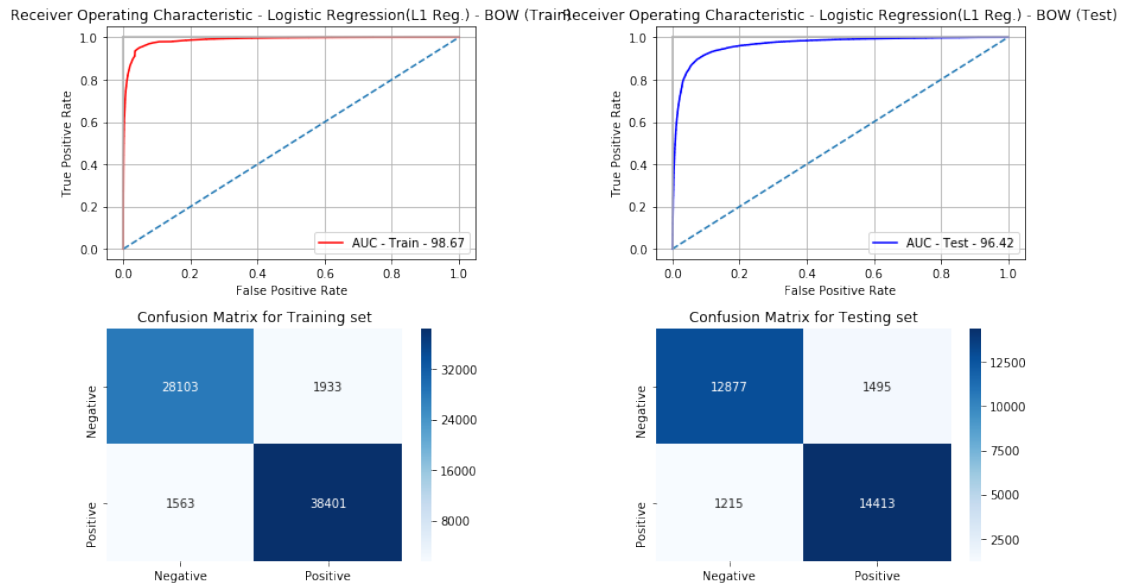 Receiver Operating Characteristic - Logistic Regression(L1 Reg.) - BOW (Train)
1.0
0.8
0.6
0.4
0.2
0.0
True Positive Rate
AUC - Train - 98.67
0.0 0.2 0.4 0.6 0.8 1.0
False Positive Rate
Receiver Operating Characteristic - Logistic Regression(L1 Reg.) - BOW (Test)
1.0
0.8
0.6
0.4
0.2
0.0
True Positive Rate
AUC - Test - 96.42
0.0 0.2 0.4 0.6 0.8 1.0
False Positive Rate
Confusion Matrix for Training set
Negative
28103 1933
Positive
1563 38401
Negative Positive
32000
24000
16000
8000
Confusion Matrix for Testing set
Negative
12877 1495
Positive
1215 14413
Negative Positive
12500
10000
7500
5000
2500